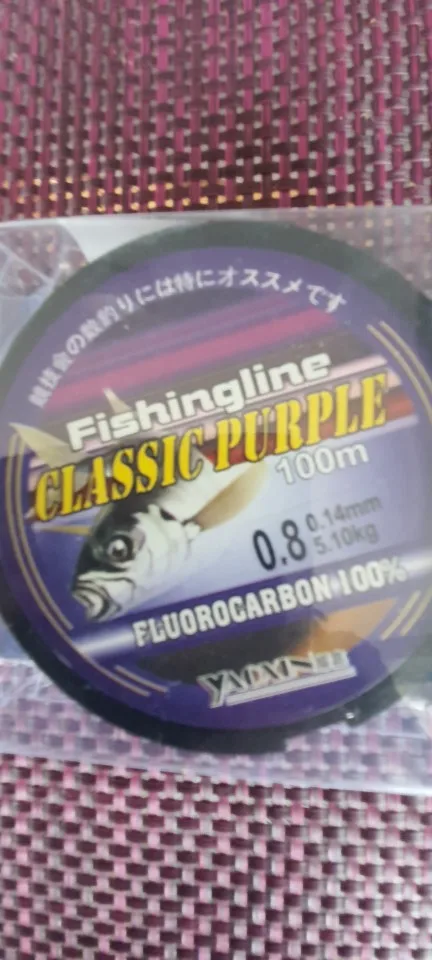 競技会の鮎釣りには特にオススメです
Fishingline
CLASSIC PURPLE
100m
0.8 0.14mm
5.10kg
FLUOROCARBON 100%